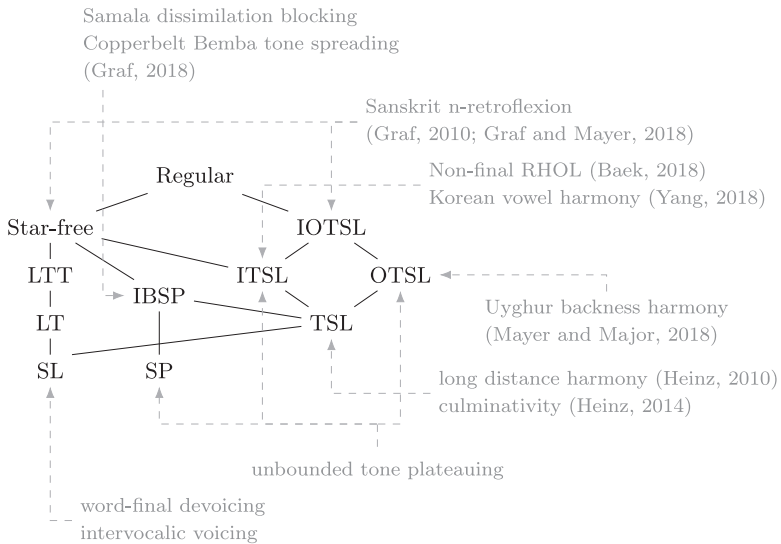 Samala dissimilation blocking
Copperbelt Bemba tone spreading
(Graf, 2018)
Sanskrit n-retroflexion
(Graf, 2010; Graf and Mayer, 2018)
Non-final RHOL (Baek, 2018)
Korean vowel harmony (Yang, 2018)
Regular
Star-free
IOTSL
LTT
ITSL
OTSL
IBSP
Uyghur backness harmony
(Mayer and Major, 2018)
LT
TSL
SL
SP
long distance harmony (Heinz, 2010)
culminativity (Heinz, 2014)
unbounded tone plateauing
word-final devoicing
intervocalic voicing